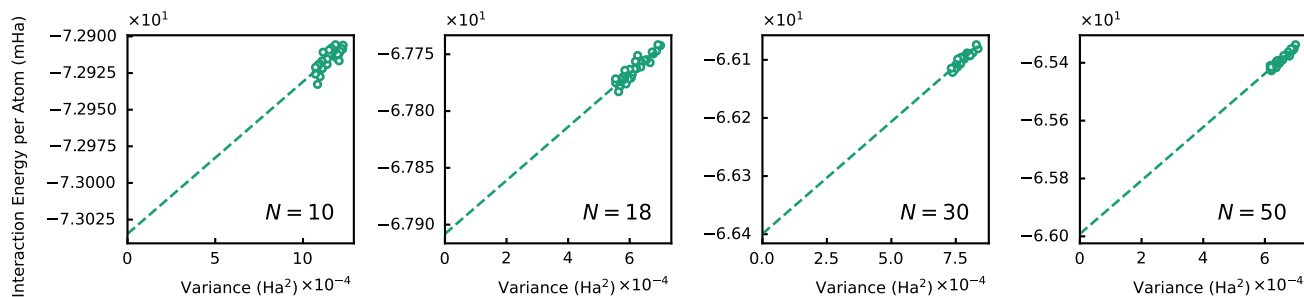 Interaction Energy per Atom (mHa)
×10¹
−7.2900
−7.2925
−7.2950
−7.2975
−7.3000
−7.3025
N = 10
0 5 10
Variance (Ha²) ×10⁻⁴
×10¹
−6.775
−6.780
−6.785
−6.790
N = 18
0 2 4 6
Variance (Ha²) ×10⁻⁴
×10¹
−6.61
−6.62
−6.63
−6.64
N = 30
0.0 2.5 5.0 7.5
Variance (Ha²) ×10⁻⁴
×10¹
−6.54
−6.56
−6.58
−6.60
N = 50
0 2 4 6
Variance (Ha²) ×10⁻⁴